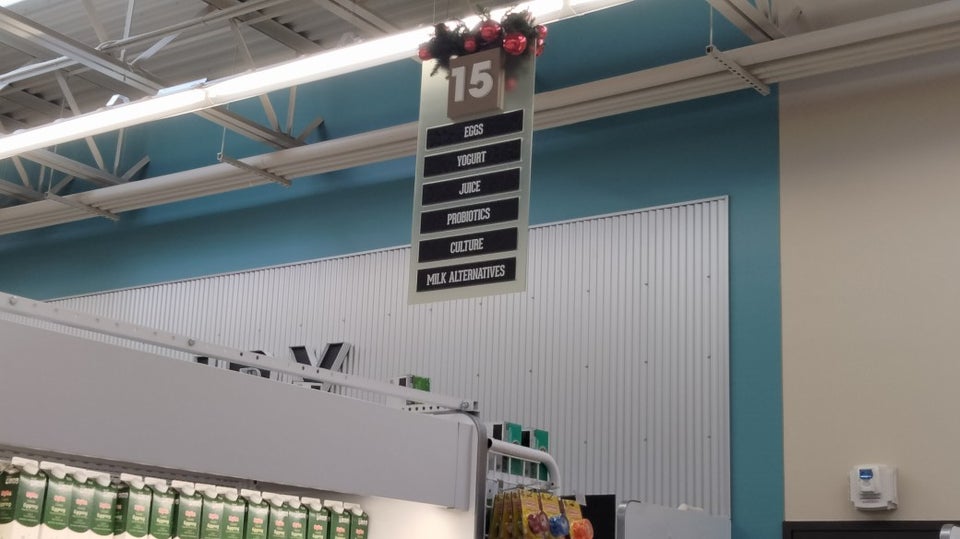 15
EGGS
YOGURT
JUICE
PROBIOTICS
CULTURE
MILK ALTERNATIVES